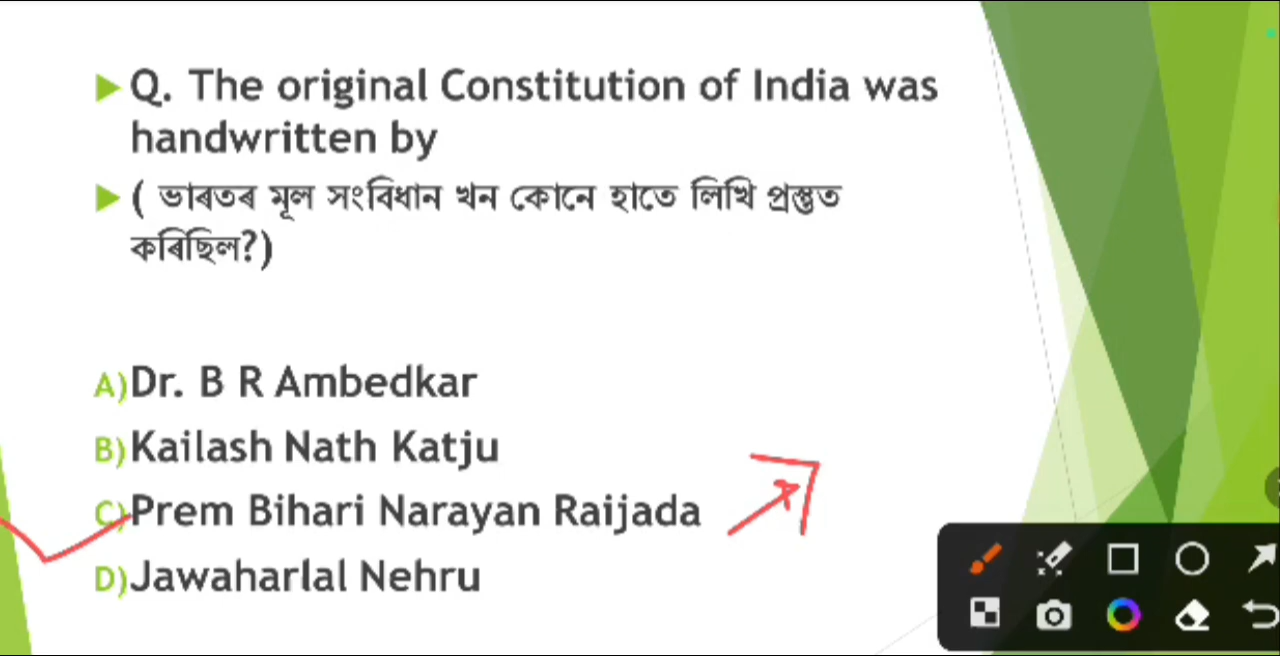 Q. The original Constitution of India was
handwritten by
( ভাৰতৰ মূল সংবিধান খন কোনে হাতে লিখি প্ৰস্তুত
কৰিছিল?)
A) Dr. B R Ambedkar
B) Kailash Nath Katju
C) Prem Bihari Narayan Raijada
D) Jawaharlal Nehru